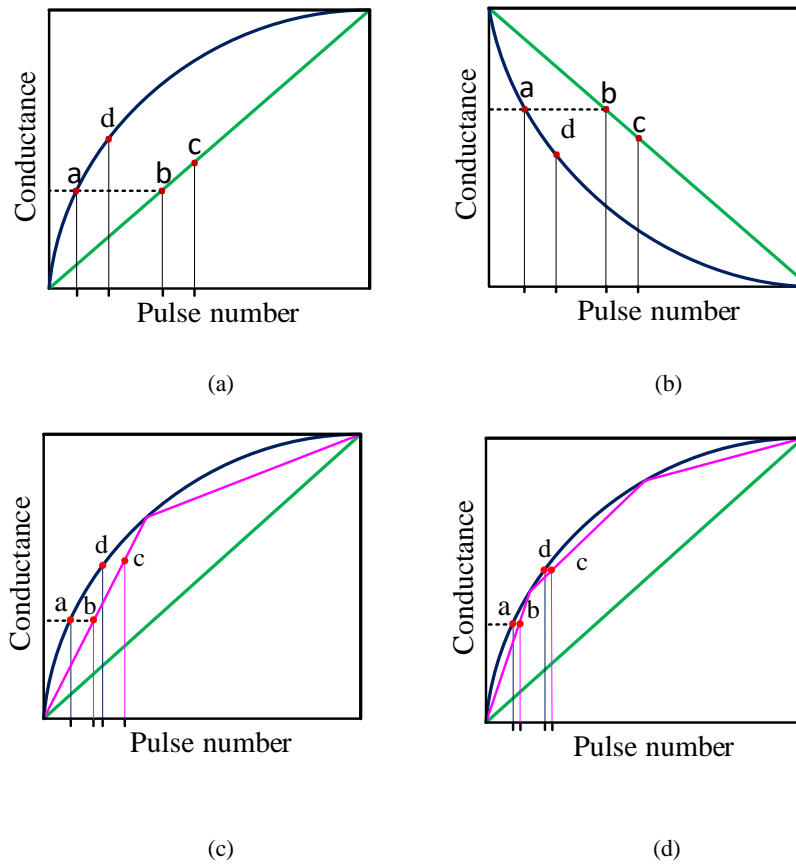 Conductance
a
d
b
c
Pulse number
(a)
Conductance
a
b
d
c
Pulse number
(b)
Conductance
a
b
d
c
Pulse number
(c)
Conductance
a
b
d
c
Pulse number
(d)